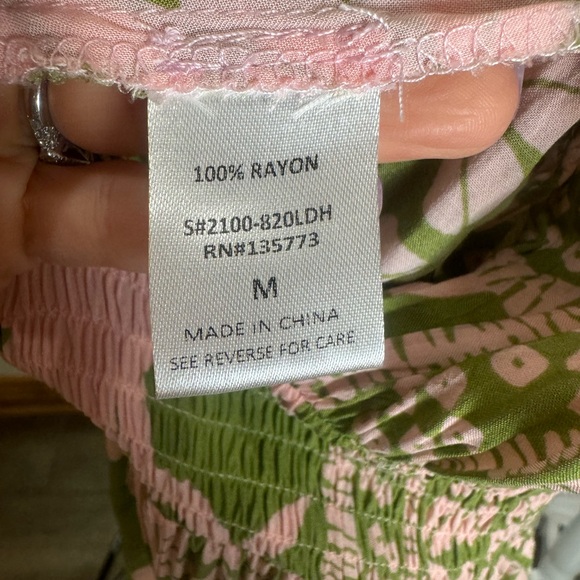 100% RAYON
S#2100-820LDH
RN#135773
M
MADE IN CHINA
SEE REVERSE FOR CARE